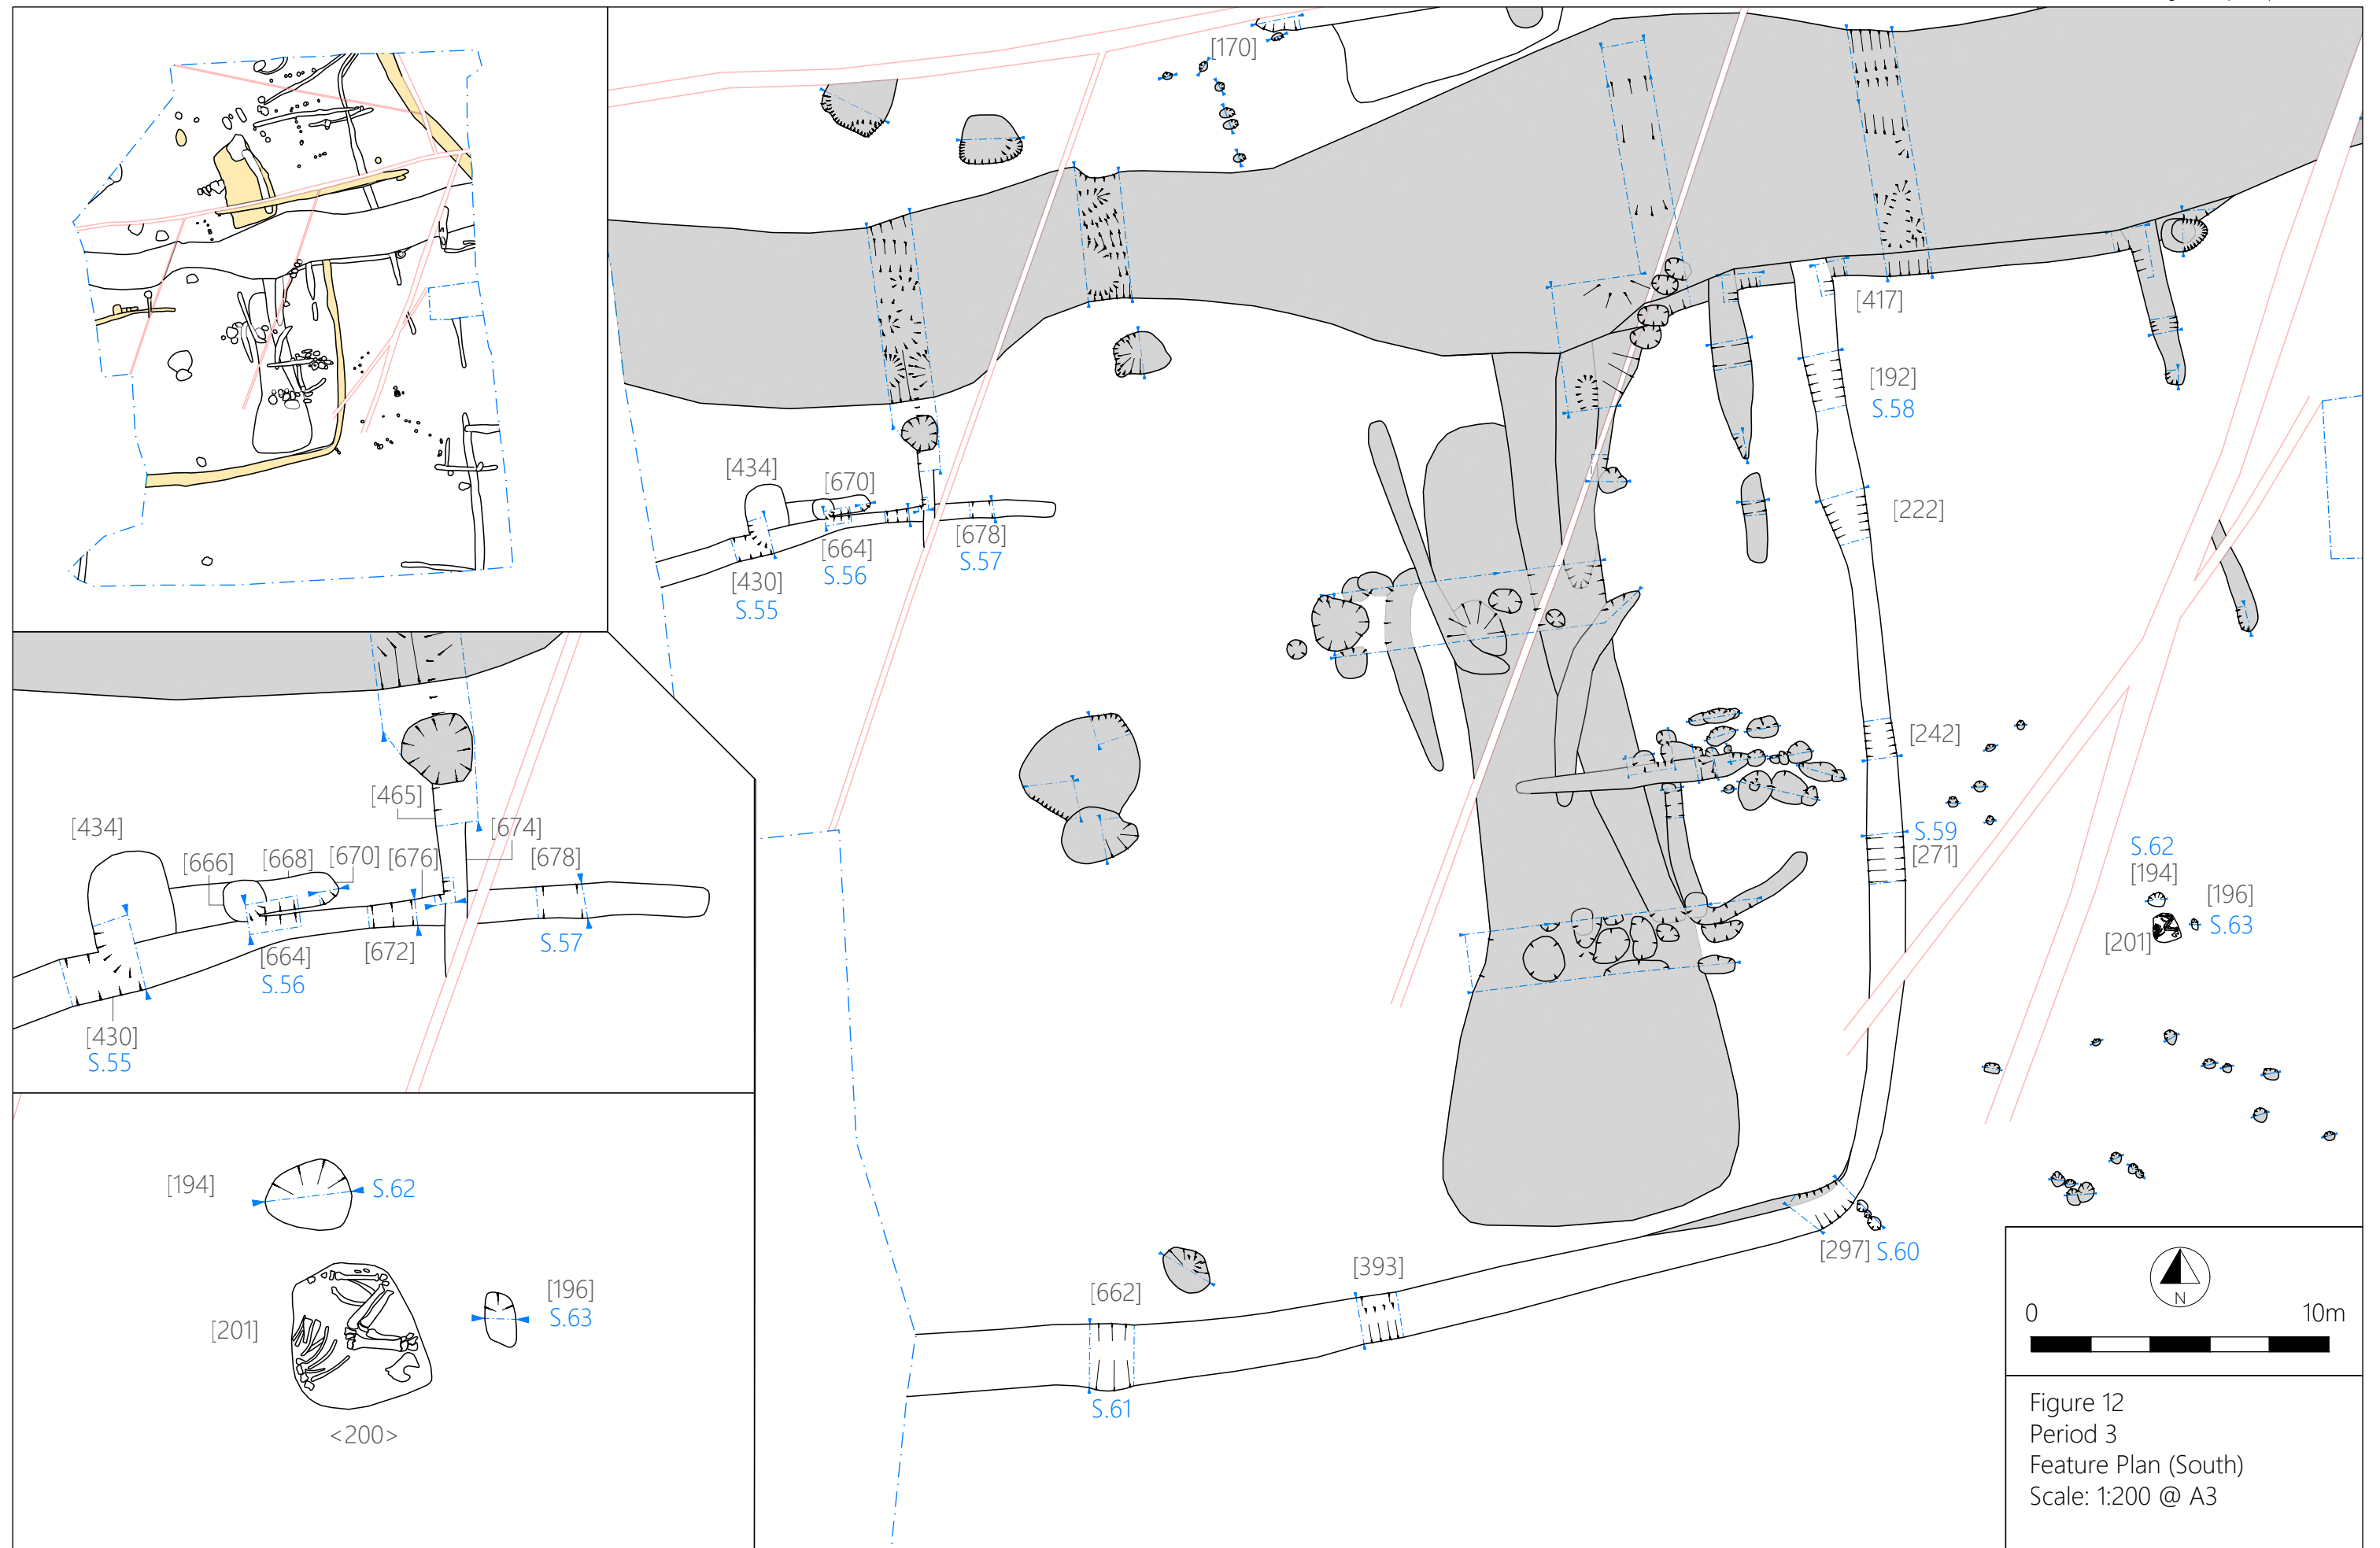 [170]
[417]
[192]
S.58
[434]
[670]
[222]
[664]
S.56
[678]
S.57
[430]
S.55
[242]
S.59
[271]
S.62
[194]
[196]
S.63
[201]
[297] S.60
[393]
[662]
S.61
[465]
[434]
[674]
[666]
[668]
[670]
[676]
[678]
[664]
S.56
[672]
S.57
[430]
S.55
[194]
S.62
[201]
[196]
S.63
<200>
N
0
10m
Figure 12
Period 3
Feature Plan (South)
Scale: 1:200 @ A3